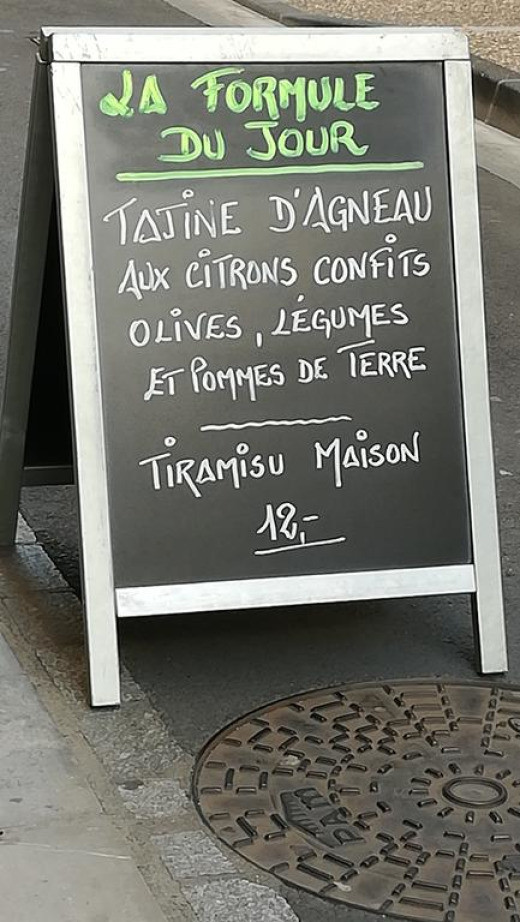 LA FORMULE
DU JOUR
TAJINE D'AGNEAU
AUX CITRONS CONFITS
OLIVES, LÉGUMES
ET POMMES DE TERRE
TIRAMISU MAISON
12,-